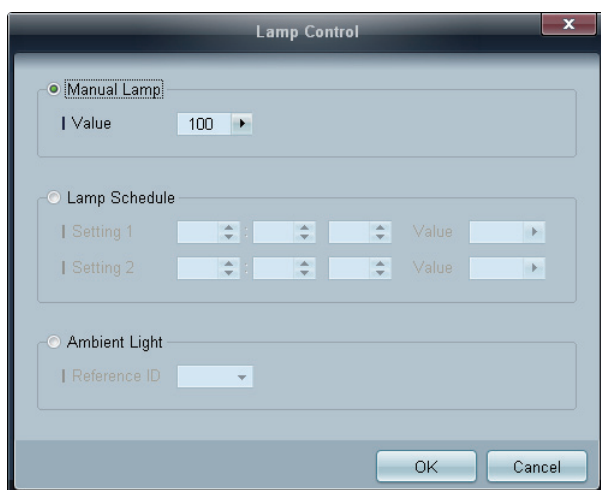 Lamp Control
x
Manual Lamp
Value 100
Lamp Schedule
Setting 1 : Value
Setting 2 : Value
Ambient Light
Reference ID
OK Cancel